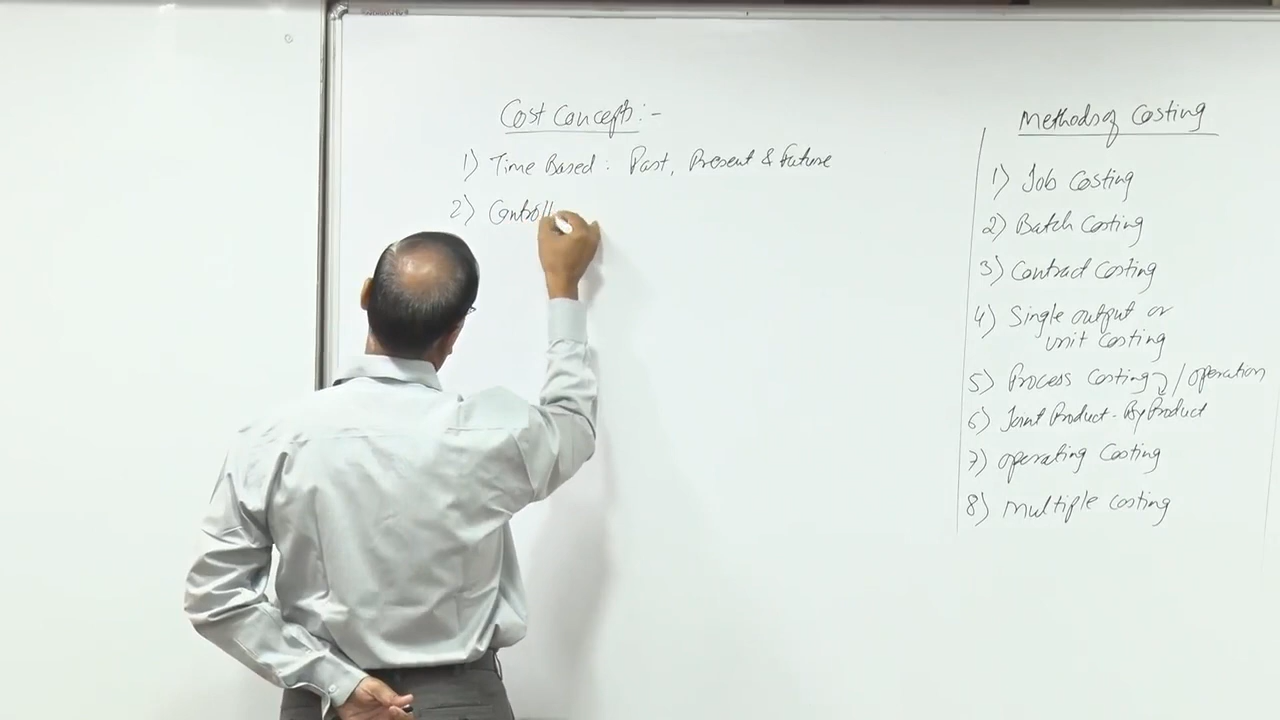 Cost Concepts:-
1) Time Based : Past, Present & Future
2) Controll
Methods of Costing
1) Job Costing
2) Batch Costing
3) Contract Costing
4) Single output or
unit Costing
5) Process Costing / operation
6) Joint Product - By Product
7) operating Costing
8) Multiple Costing